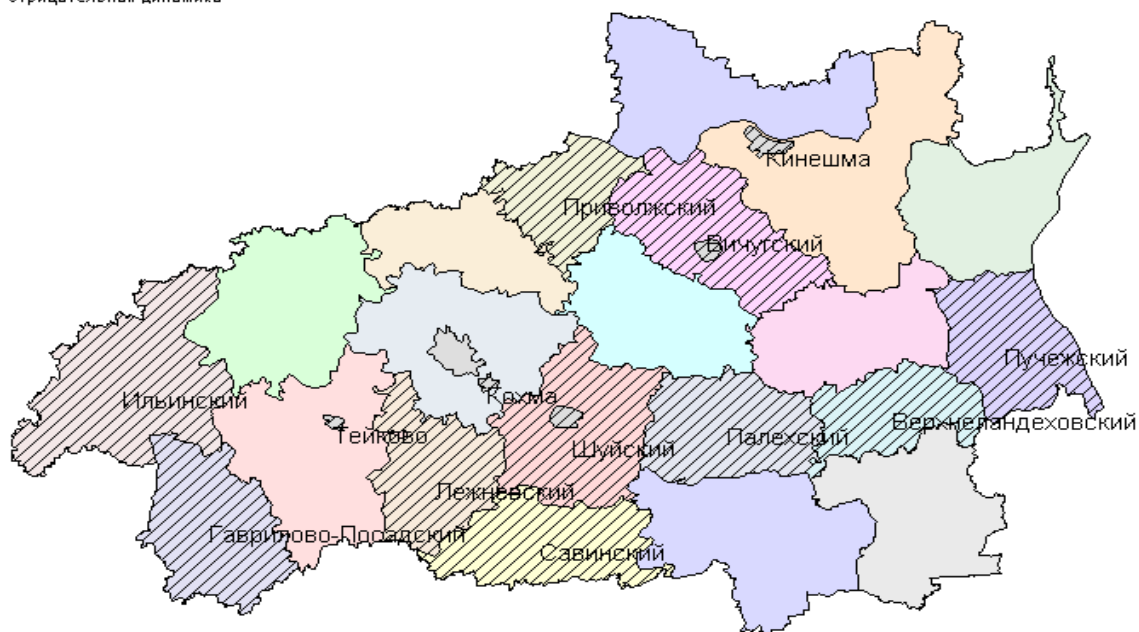 отрицательная динамика
Кинешма
Приволжский
Вичугский
Пучежский
Ильинский
Кохма
Верхнеландеховский
Тейково
Шуйский
Палехский
Лежневский
Гаврилово-Посадский
Савинский